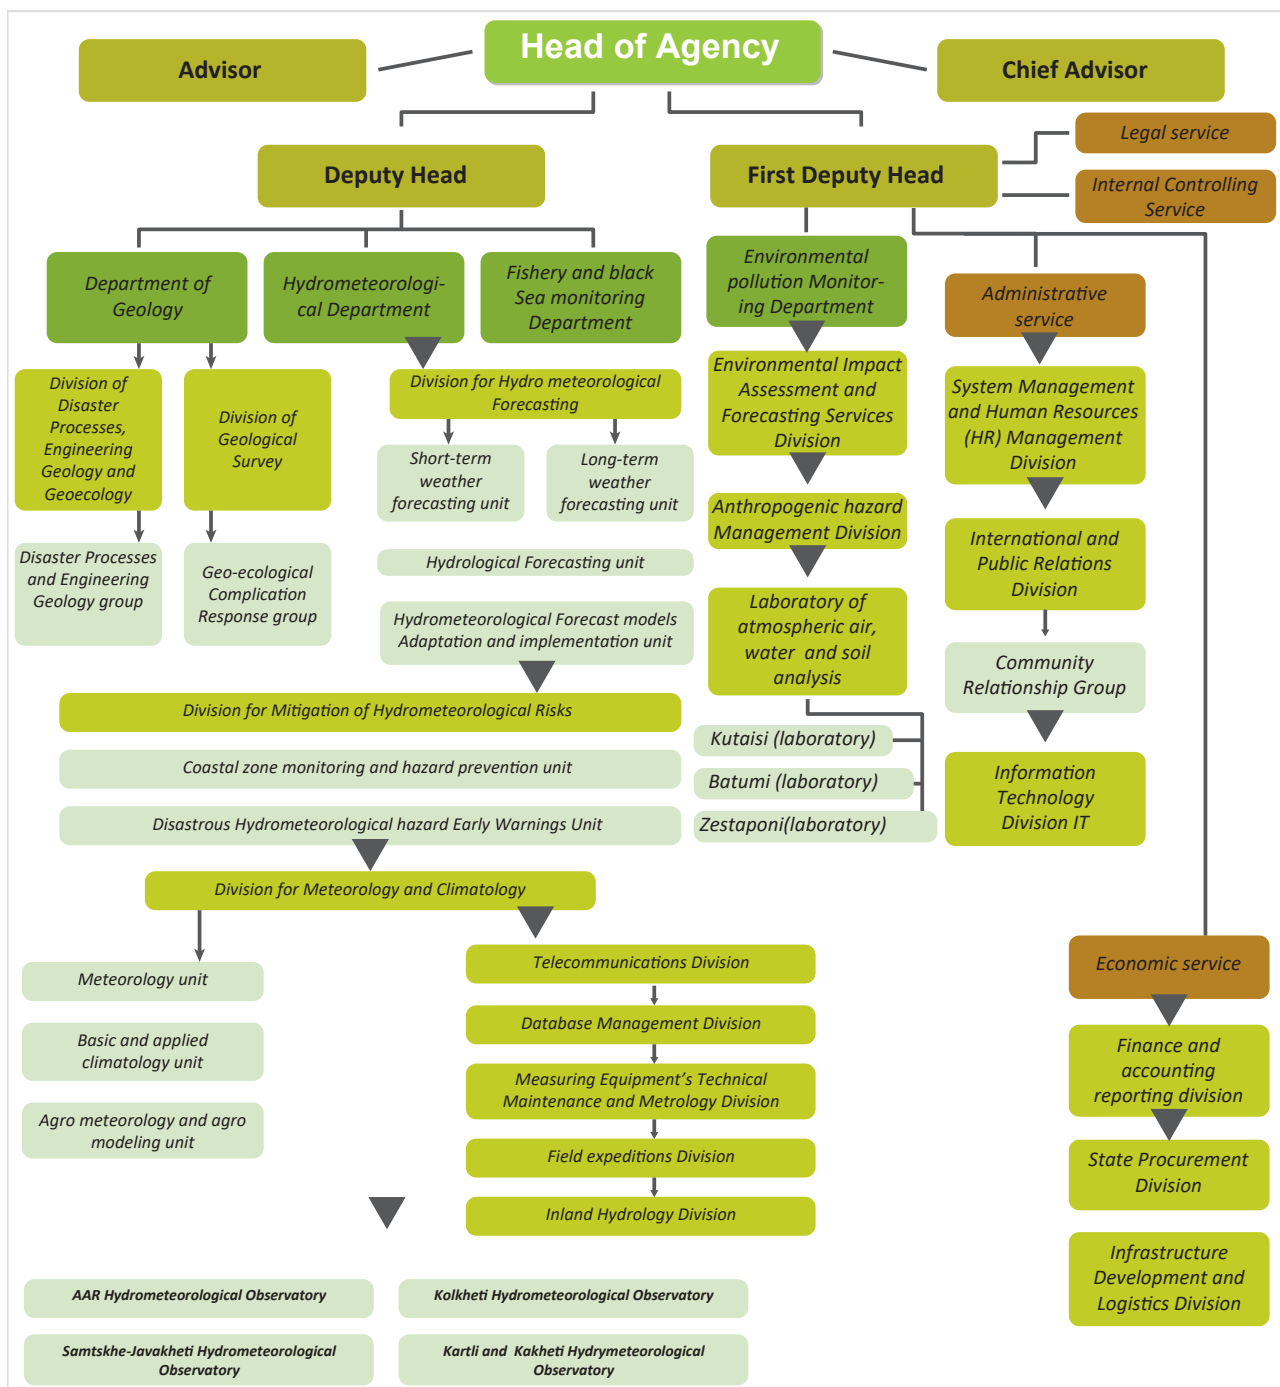 Head of Agency
Advisor
Chief Advisor
Legal service
Deputy Head
First Deputy Head
Internal Controlling
Service
Department of
Geology
Hydrometeorologi-
cal Department
Fishery and black
Sea monitoring
Department
Environmental
pollution Monitor-
ing Department
Administrative
service
Division of
Disaster
Processes,
Engineering
Geology and
Geoecology
Division of
Geological
Survey
Division for Hydro meteorological
Forecasting
Environmental Impact
Assessment and
Forecasting Services
Division
System Management
and Human Resources
(HR) Management
Division
Short-term
weather
forecasting unit
Long-term
weather
forecasting unit
Anthropogenic hazard
Management Division
International and
Public Relations
Division
Disaster Processes
and Engineering
Geology group
Geo-ecological
Complication
Response group
Hydrological Forecasting unit
Hydrometeorological Forecast models
Adaptation and implementation unit
Laboratory of
atmospheric air,
water  and soil
analysis
Community
Relationship Group
Division for Mitigation of Hydrometeorological Risks
Kutaisi (laboratory)
Coastal zone monitoring and hazard prevention unit
Batumi (laboratory)
Information
Technology
Division IT
Disastrous Hydrometeorological hazard Early Warnings Unit
Zestaponi(laboratory)
Division for Meteorology and Climatology
Meteorology unit
Basic and applied
climatology unit
Agro meteorology and agro
modeling unit
Telecommunications Division
Database Management Division
Measuring Equipment's Technical
Maintenance and Metrology Division
Field expeditions Division
Inland Hydrology Division
Economic service
Finance and
accounting
reporting division
State Procurement
Division
Infrastructure
Development and
Logistics Division
AAR Hydrometeorological Observatory
Kolkheti Hydrometeorological Observatory
Samtskhe-Javakheti Hydrometeorological
Observatory
Kartli and  Kakheti Hydrymeteorological
Observatory